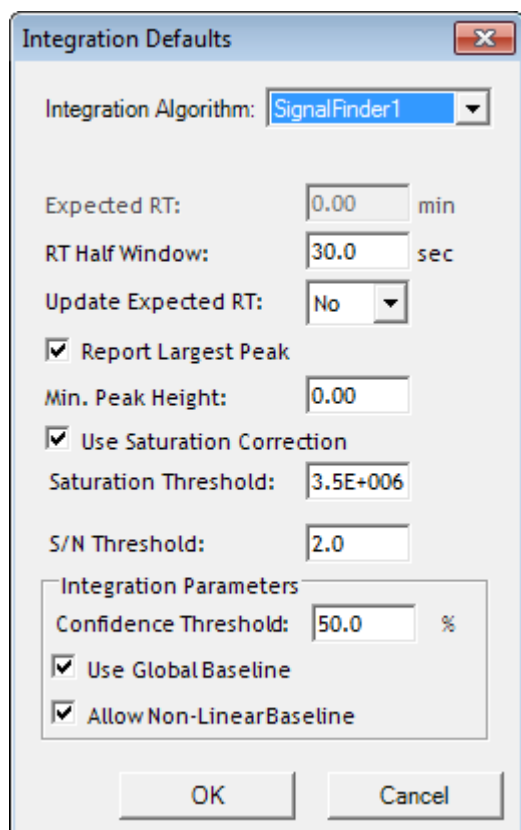 Integration Defaults
Integration Algorithm: SignalFinder1
Expected RT: 0.00 min
RT Half Window: 30.0 sec
Update Expected RT: No
Report Largest Peak
Min. Peak Height: 0.00
Use Saturation Correction
Saturation Threshold: 3.5E+006
S/N Threshold: 2.0
Integration Parameters
Confidence Threshold: 50.0 %
Use Global Baseline
Allow Non-Linear Baseline
OK Cancel